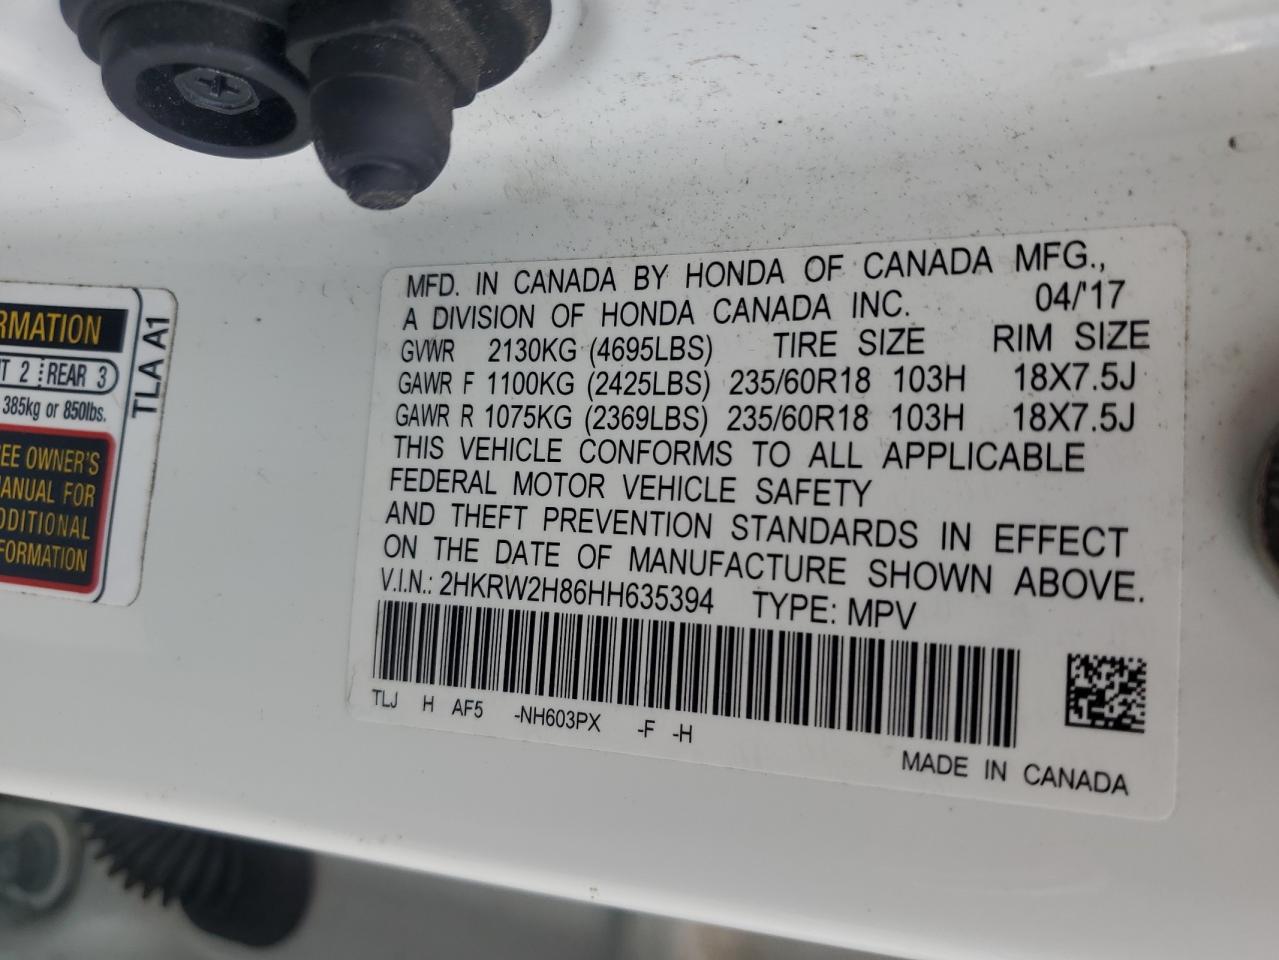 RMATION
T 2 REAR 3
385kg or 850lbs.
EE OWNER'S
ANUAL FOR
DDITIONAL
FORMATION
TLA A1
MFD. IN CANADA BY HONDA OF CANADA MFG.,
A DIVISION OF HONDA CANADA INC. 04/'17
GVWR 2130KG (4695LBS) TIRE SIZE RIM SIZE
GAWR F 1100KG (2425LBS) 235/60R18 103H 18X7.5J
GAWR R 1075KG (2369LBS) 235/60R18 103H 18X7.5J
THIS VEHICLE CONFORMS TO ALL APPLICABLE
FEDERAL MOTOR VEHICLE SAFETY
AND THEFT PREVENTION STANDARDS IN EFFECT
ON THE DATE OF MANUFACTURE SHOWN ABOVE.
V.I.N.: 2HKRW2H86HH635394 TYPE: MPV
TLJ H AF5 -NH603PX -F -H
MADE IN CANADA